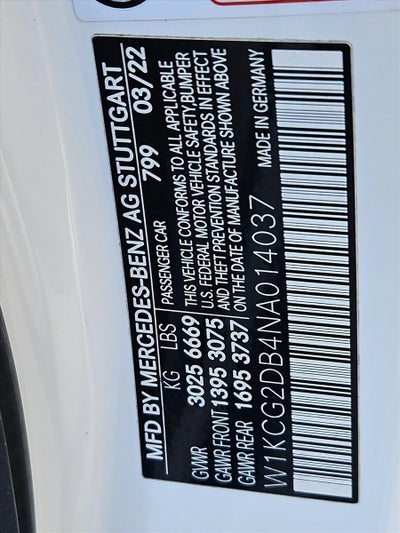 MFD BY MERCEDES-BENZ AG STUTTGART
799 03/22
KG LBS PASSENGER CAR
GVWR 3025 6669 THIS VEHICLE CONFORMS TO ALL APPLICABLE
U.S. FEDERAL MOTOR VEHICLE SAFETY,BUMPER
GAWR FRONT 1395 3075 AND THEFT PREVENTION STANDARDS IN EFFECT
GAWR REAR 1695 3737 ON THE DATE OF MANUFACTURE SHOWN ABOVE
W1KCG2DB4NA014037 MADE IN GERMANY